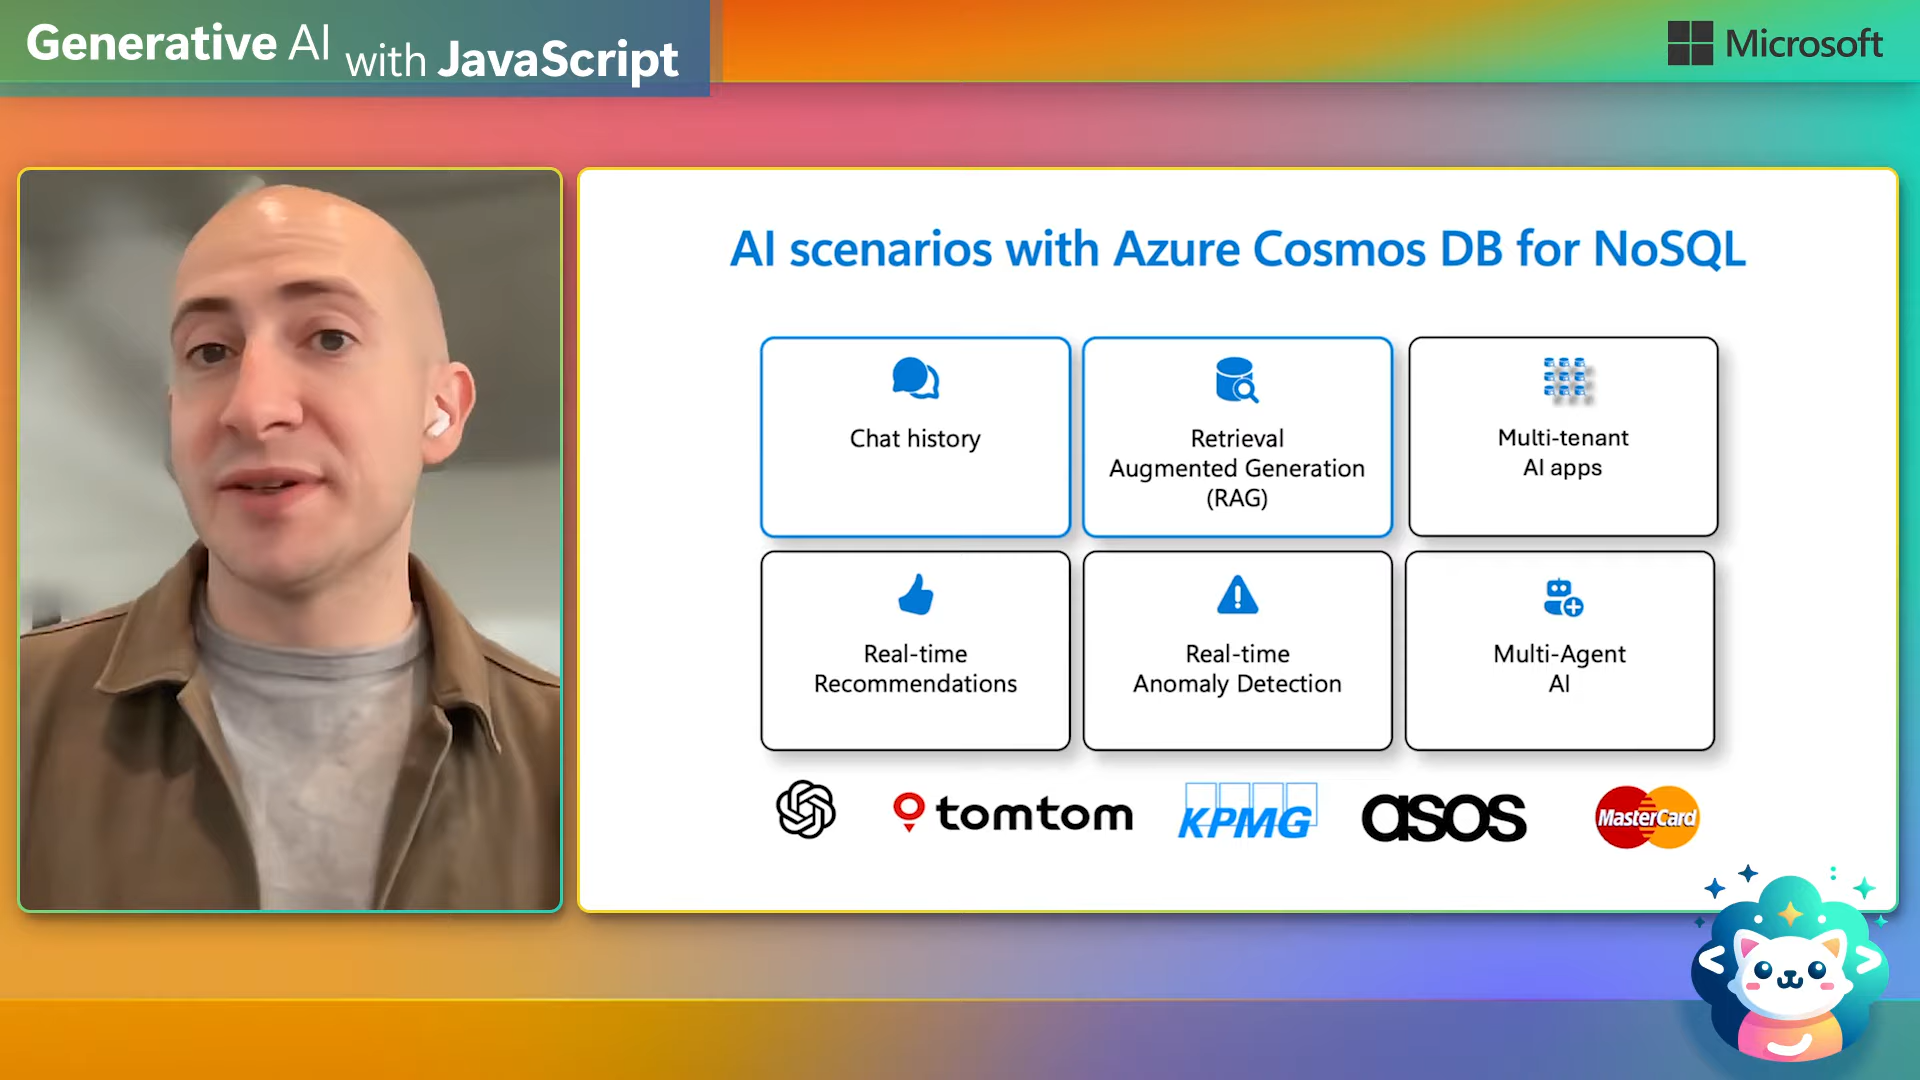 Generative AI with JavaScript
Microsoft
AI scenarios with Azure Cosmos DB for NoSQL
Chat history
Retrieval
Augmented Generation
(RAG)
Multi-tenant
AI apps
Real-time
Recommendations
Real-time
Anomaly Detection
Multi-Agent
AI
tomtom
KPMG
asos
MasterCard